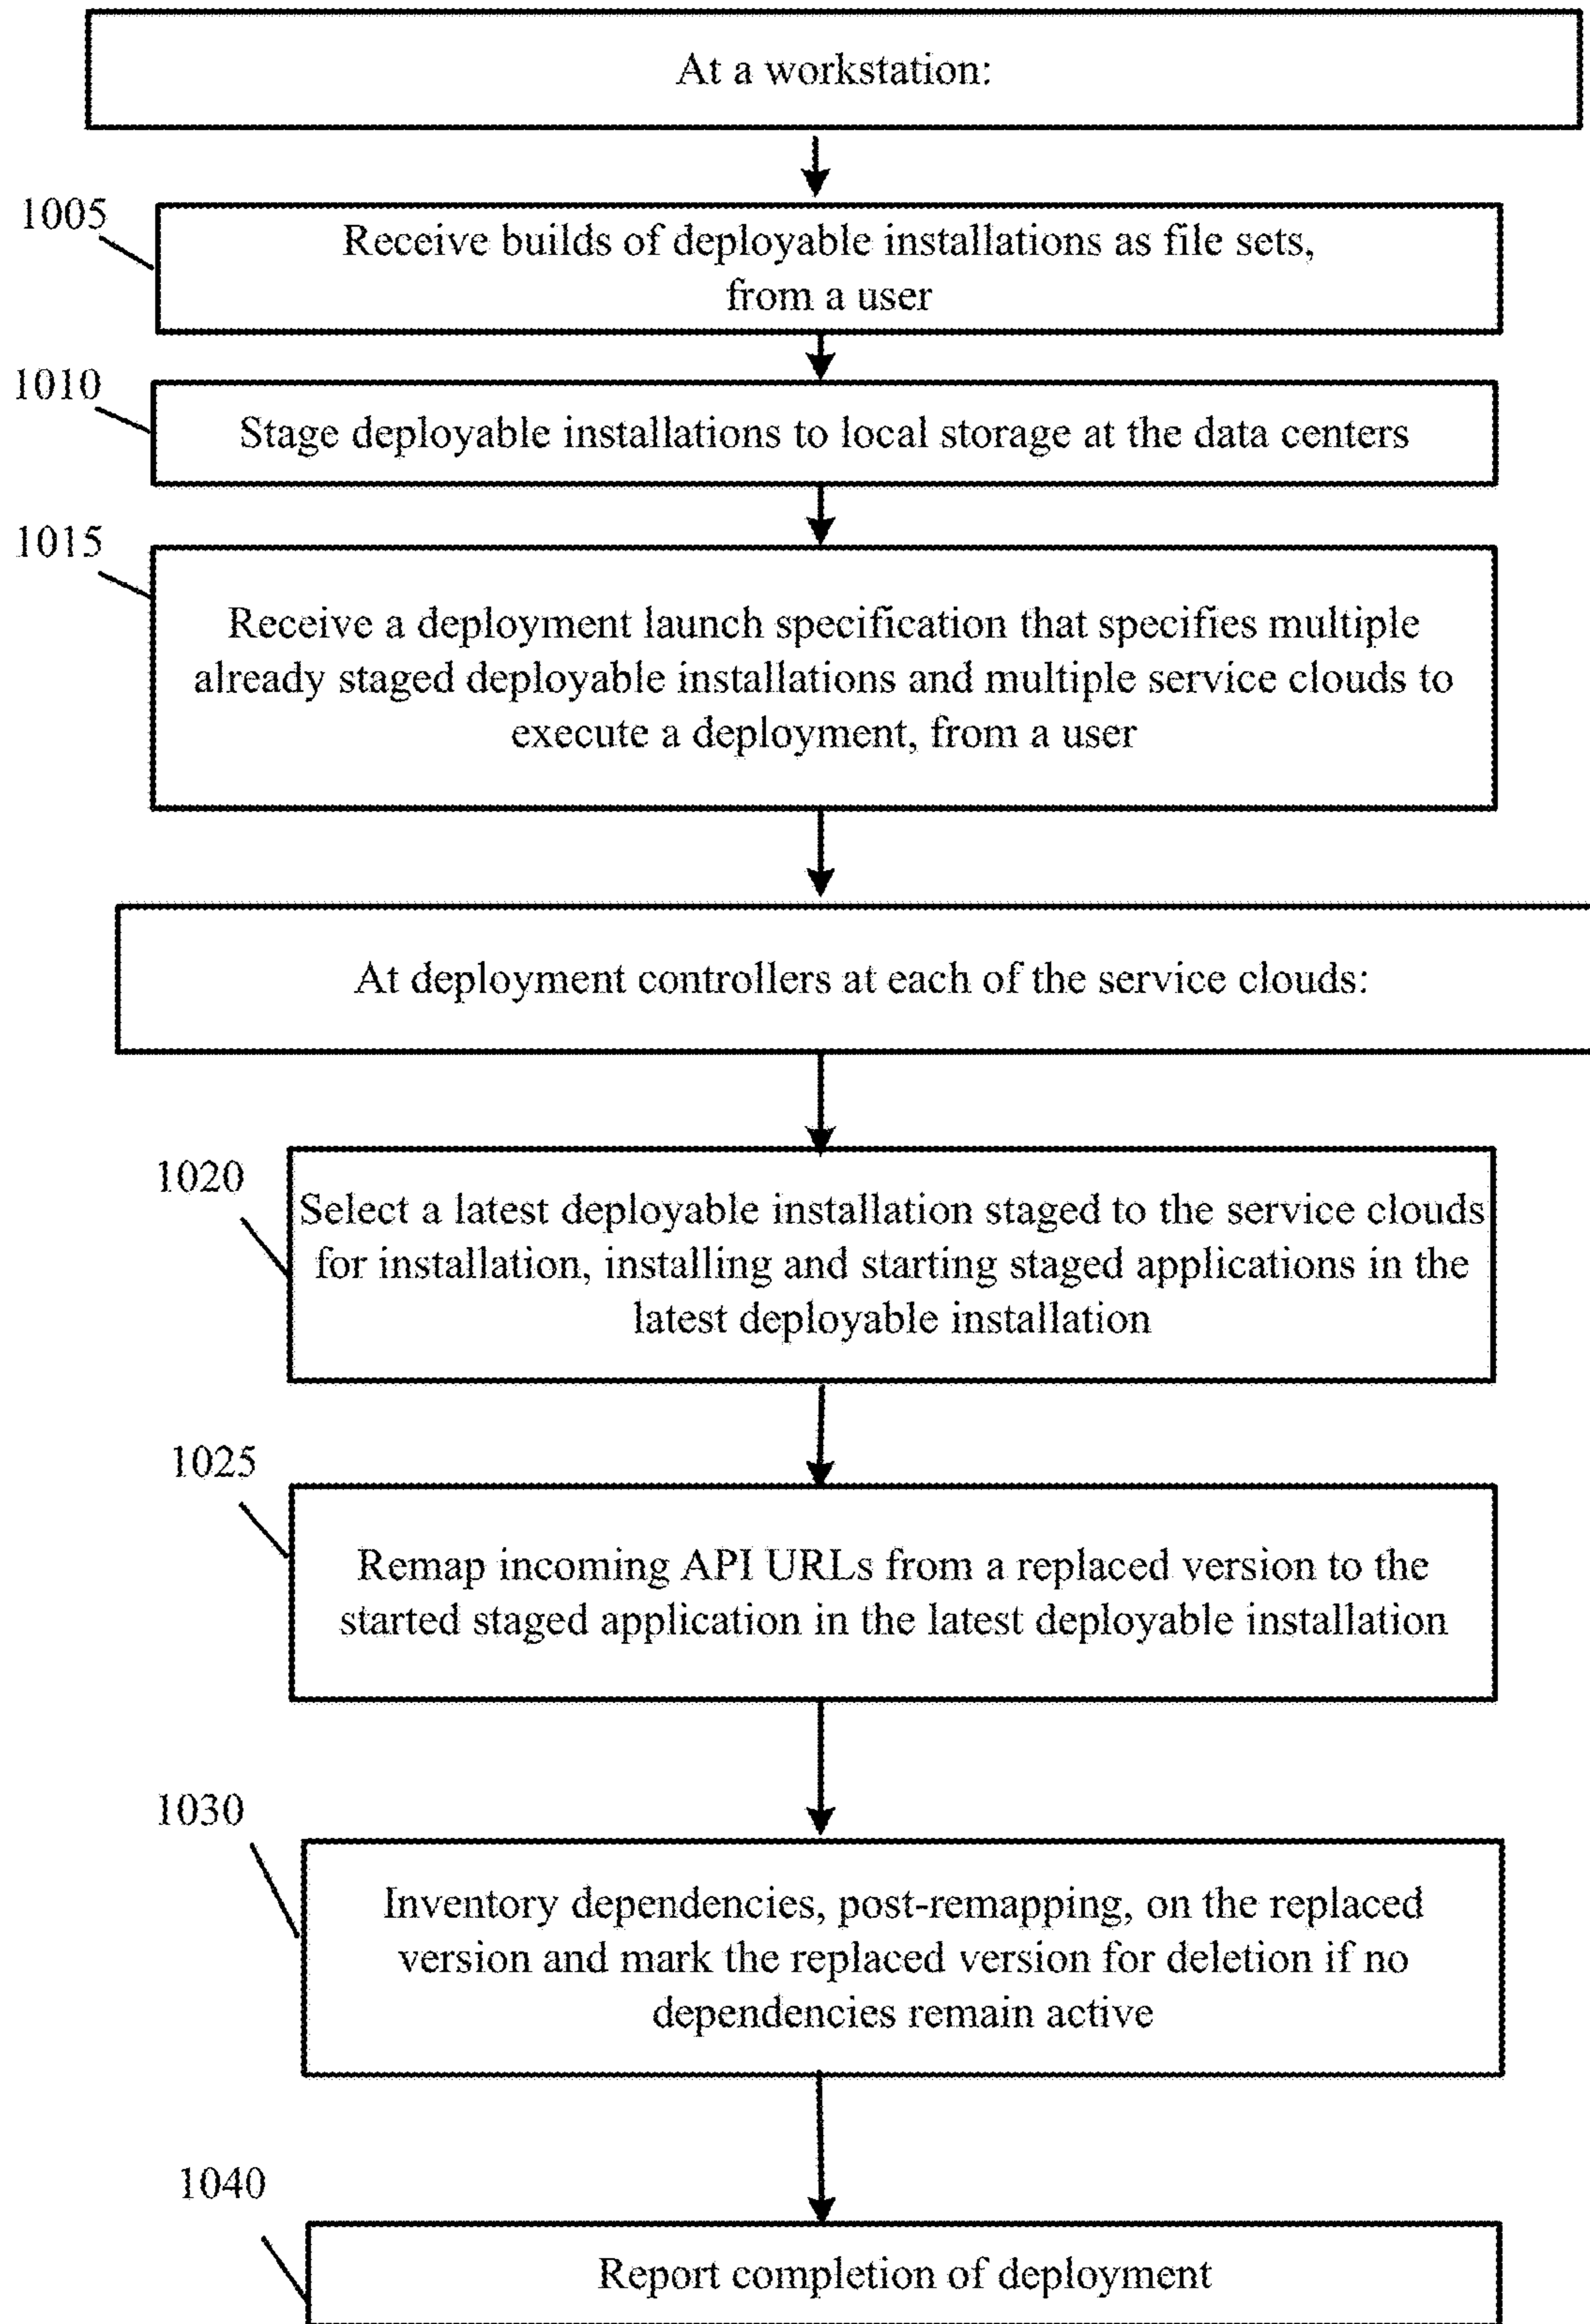 At a workstation:
1005
Receive builds of deployable installations as file sets,
from a user
1010
Stage deployable installations to local storage at the data centers
1015
Receive a deployment launch specification that specifies multiple
already staged deployable installations and multiple service clouds to
execute a deployment, from a user
At deployment controllers at each of the service clouds:
1020
Select a latest deployable installation staged to the service clouds
for installation, installing and starting staged applications in the
latest deployable installation
1025
Remap incoming API URLs from a replaced version to the
started staged application in the latest deployable installation
1030
Inventory dependencies, post-remapping, on the replaced
version and mark the replaced version for deletion if no
dependencies remain active
1040
Report completion of deployment